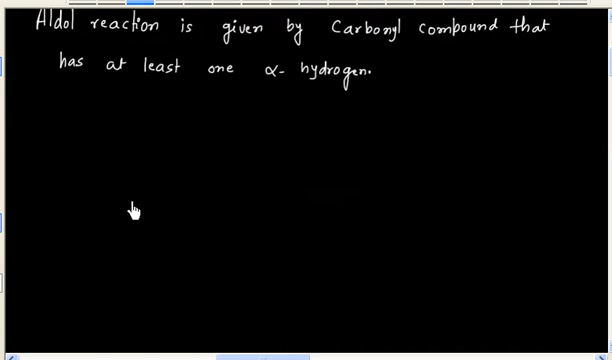 Aldol reaction is given by Carbonyl compound that
has at least one α- hydrogen.